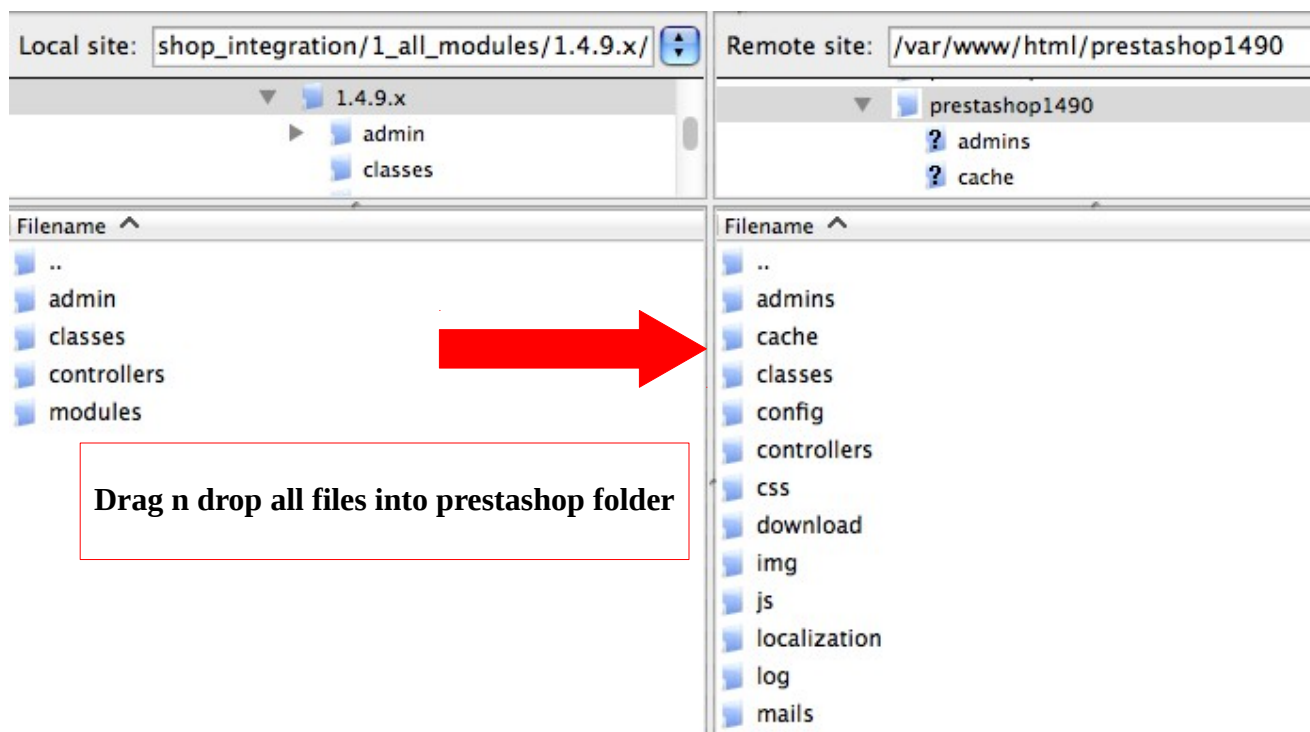 Local site: shop_integration/1_all_modules/1.4.9.x/
1.4.9.x
admin
classes
Filename
..
admin
classes
controllers
modules
Drag n drop all files into prestashop folder
Remote site: /var/www/html/prestashop1490
prestashop1490
? admins
? cache
Filename
..
admins
cache
classes
config
controllers
css
download
img
js
localization
log
mails